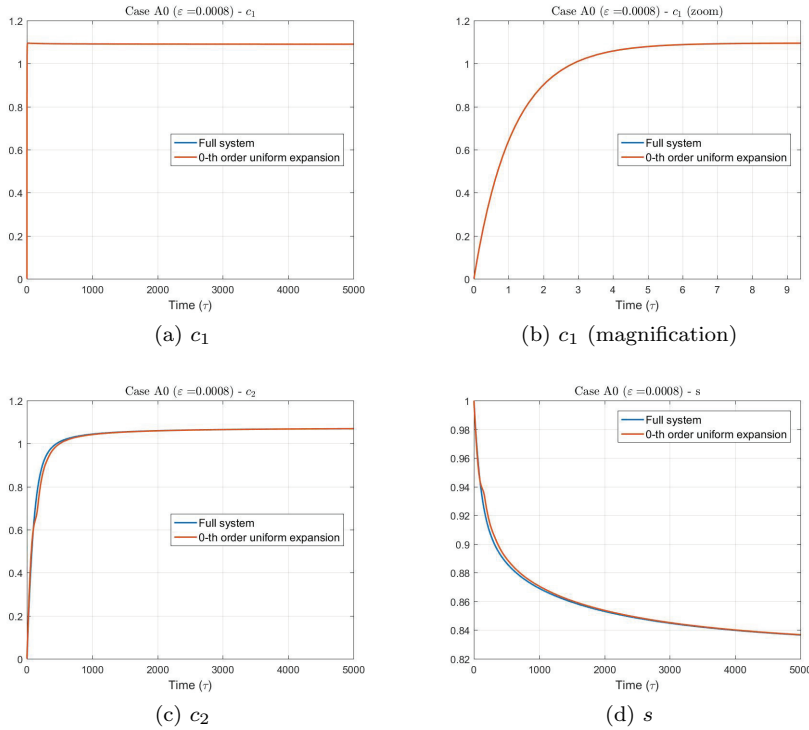 Case A0 (ε =0.0008) - c₁
1.2
1
0.8
0.6
0.4
0.2
0
0 1000 2000 3000 4000 5000
Time (τ)
Full system
0-th order uniform expansion
(a) c₁
Case A0 (ε =0.0008) - c₁ (zoom)
1.2
1
0.8
0.6
0.4
0.2
0
0 1 2 3 4 5 6 7 8 9
Time (τ)
Full system
0-th order uniform expansion
(b) c₁ (magnification)
Case A0 (ε =0.0008) - c₂
1.2
1
0.8
0.6
0.4
0.2
0
0 1000 2000 3000 4000 5000
Time (τ)
Full system
0-th order uniform expansion
(c) c₂
Case A0 (ε =0.0008) - s
1
0.98
0.96
0.94
0.92
0.9
0.88
0.86
0.84
0.82
0 1000 2000 3000 4000 5000
Time (τ)
Full system
0-th order uniform expansion
(d) s